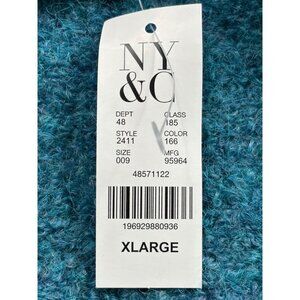 NY
&C
DEPT CLASS
48 185
STYLE COLOR
2411 166
SIZE MFG
009 95964
48571122
196929880936
XLARGE